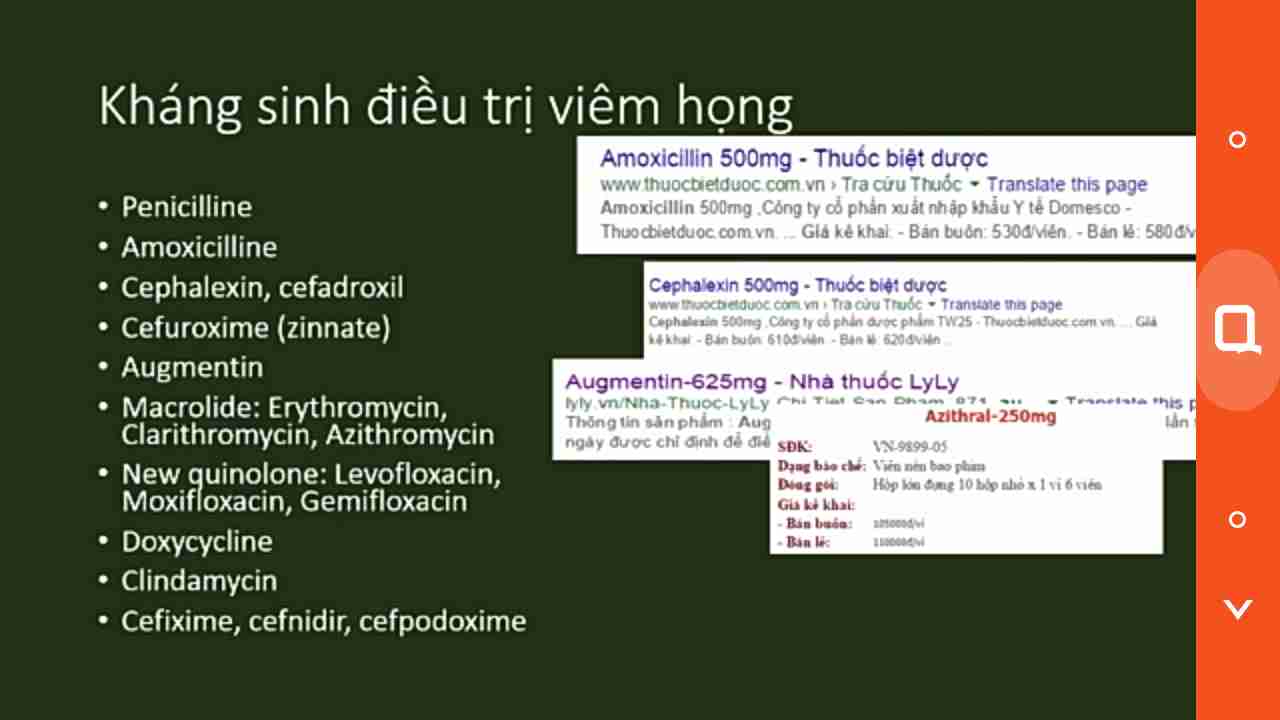 Kháng sinh điều trị viêm họng
• Penicilline
• Amoxicilline
• Cephalexin, cefadroxil
• Cefuroxime (zinnate)
• Augmentin
• Macrolide: Erythromycin,
Clarithromycin, Azithromycin
• New quinolone: Levofloxacin,
Moxifloxacin, Gemifloxacin
• Doxycycline
• Clindamycin
• Cefixime, cefnidir, cefpodoxime
Amoxicillin 500mg - Thuốc biệt dược
www.thuocbietduoc.com.vn › Tra cứu Thuốc Translate this page
Amoxicillin 500mg ,Công ty cổ phần xuất nhập khẩu Y tế Domesco -
Thuocbietduoc.com.vn. ... Giá kê khai: - Bán buôn: 530đ/viên. - Bán lẻ: 580đ/v
Cephalexin 500mg - Thuốc biệt dược
www.thuocbietduoc.com.vn › Tra cứu Thuốc Translate this page
Cephalexin 500mg ,Công ty cổ phần dược phẩm TW25 - Thuocbietduoc.com.vn. ... Giá
kê khai: - Bán buôn: 610đ/viên. - Bán lẻ: 620đ/viên ...
Augmentin-625mg - Nhà thuốc LyLy
lyly.vn/Nha-Thuoc-LyLy Chi Tiet San Pham 871 Translate this p
Thông tin sản phẩm : Aug lần
ngày được chỉ định để điề
Azithral-250mg
SĐK: VN-9899-05
Dạng bào chế: Viên nén bao phim
Đóng gói: Hộp lớn đựng 10 hộp nhỏ x 1 vỉ 6 viên
Giá kê khai:
- Bán buôn: 105000đ/vỉ
- Bán lẻ: 110000đ/vỉ